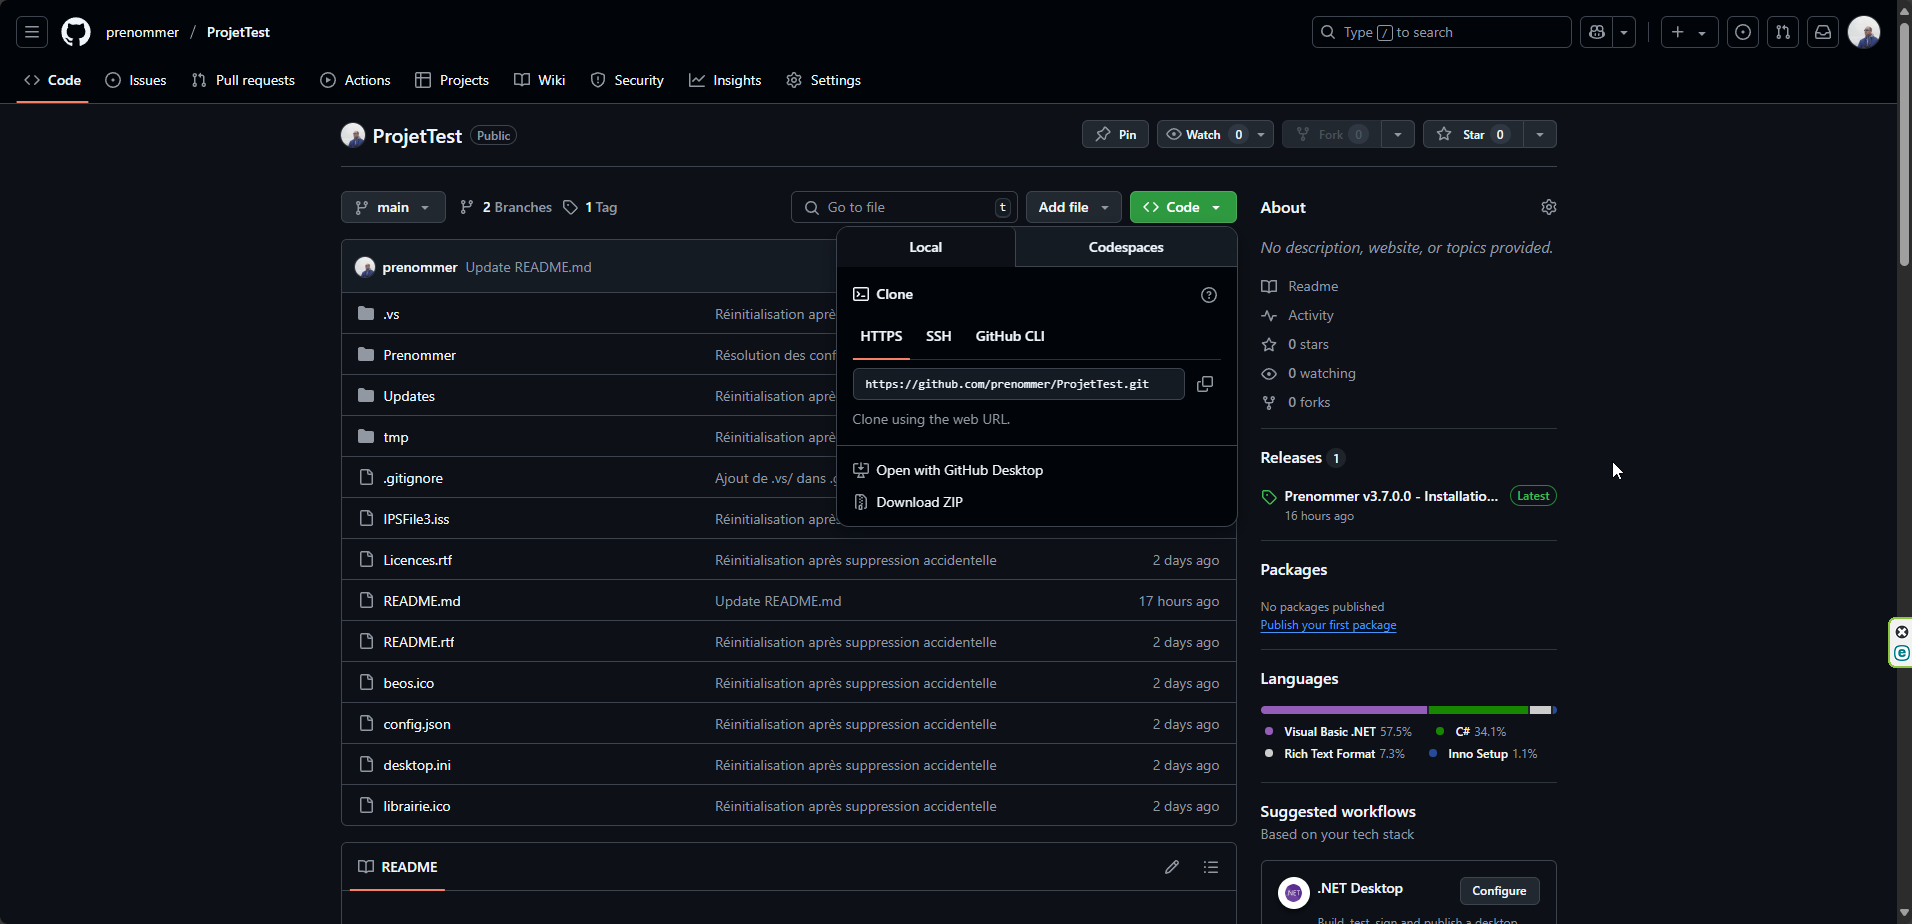 prenommer / ProjetTest
Type / to search
Code Issues Pull requests Actions Projects Wiki Security Insights Settings
ProjetTest Public
Pin Watch 0 Fork 0 Star 0
main 2 Branches 1 Tag
Go to file t Add file Code
prenommer Update README.md
.vs Réinitialisation aprè
Prenommer Résolution des conf
Updates Réinitialisation aprè
tmp Réinitialisation aprè
.gitignore Ajout de .vs/ dans .g
IPSFile3.iss Réinitialisation après
Licences.rtf Réinitialisation après suppression accidentelle 2 days ago
README.md Update README.md 17 hours ago
README.rtf Réinitialisation après suppression accidentelle 2 days ago
beos.ico Réinitialisation après suppression accidentelle 2 days ago
config.json Réinitialisation après suppression accidentelle 2 days ago
desktop.ini Réinitialisation après suppression accidentelle 2 days ago
librairie.ico Réinitialisation après suppression accidentelle 2 days ago
README
Local Codespaces
Clone
HTTPS SSH GitHub CLI
https://github.com/prenommer/ProjetTest.git
Clone using the web URL.
Open with GitHub Desktop
Download ZIP
About
No description, website, or topics provided.
Readme
Activity
0 stars
0 watching
0 forks
Releases 1
Prenommer v3.7.0.0 - Installatio... Latest
16 hours ago
Packages
No packages published
Publish your first package
Languages
Visual Basic .NET 57.5% C# 34.1%
Rich Text Format 7.3% Inno Setup 1.1%
Suggested workflows
Based on your tech stack
.NET Desktop Configure
Build, test, sign and publish a desktop